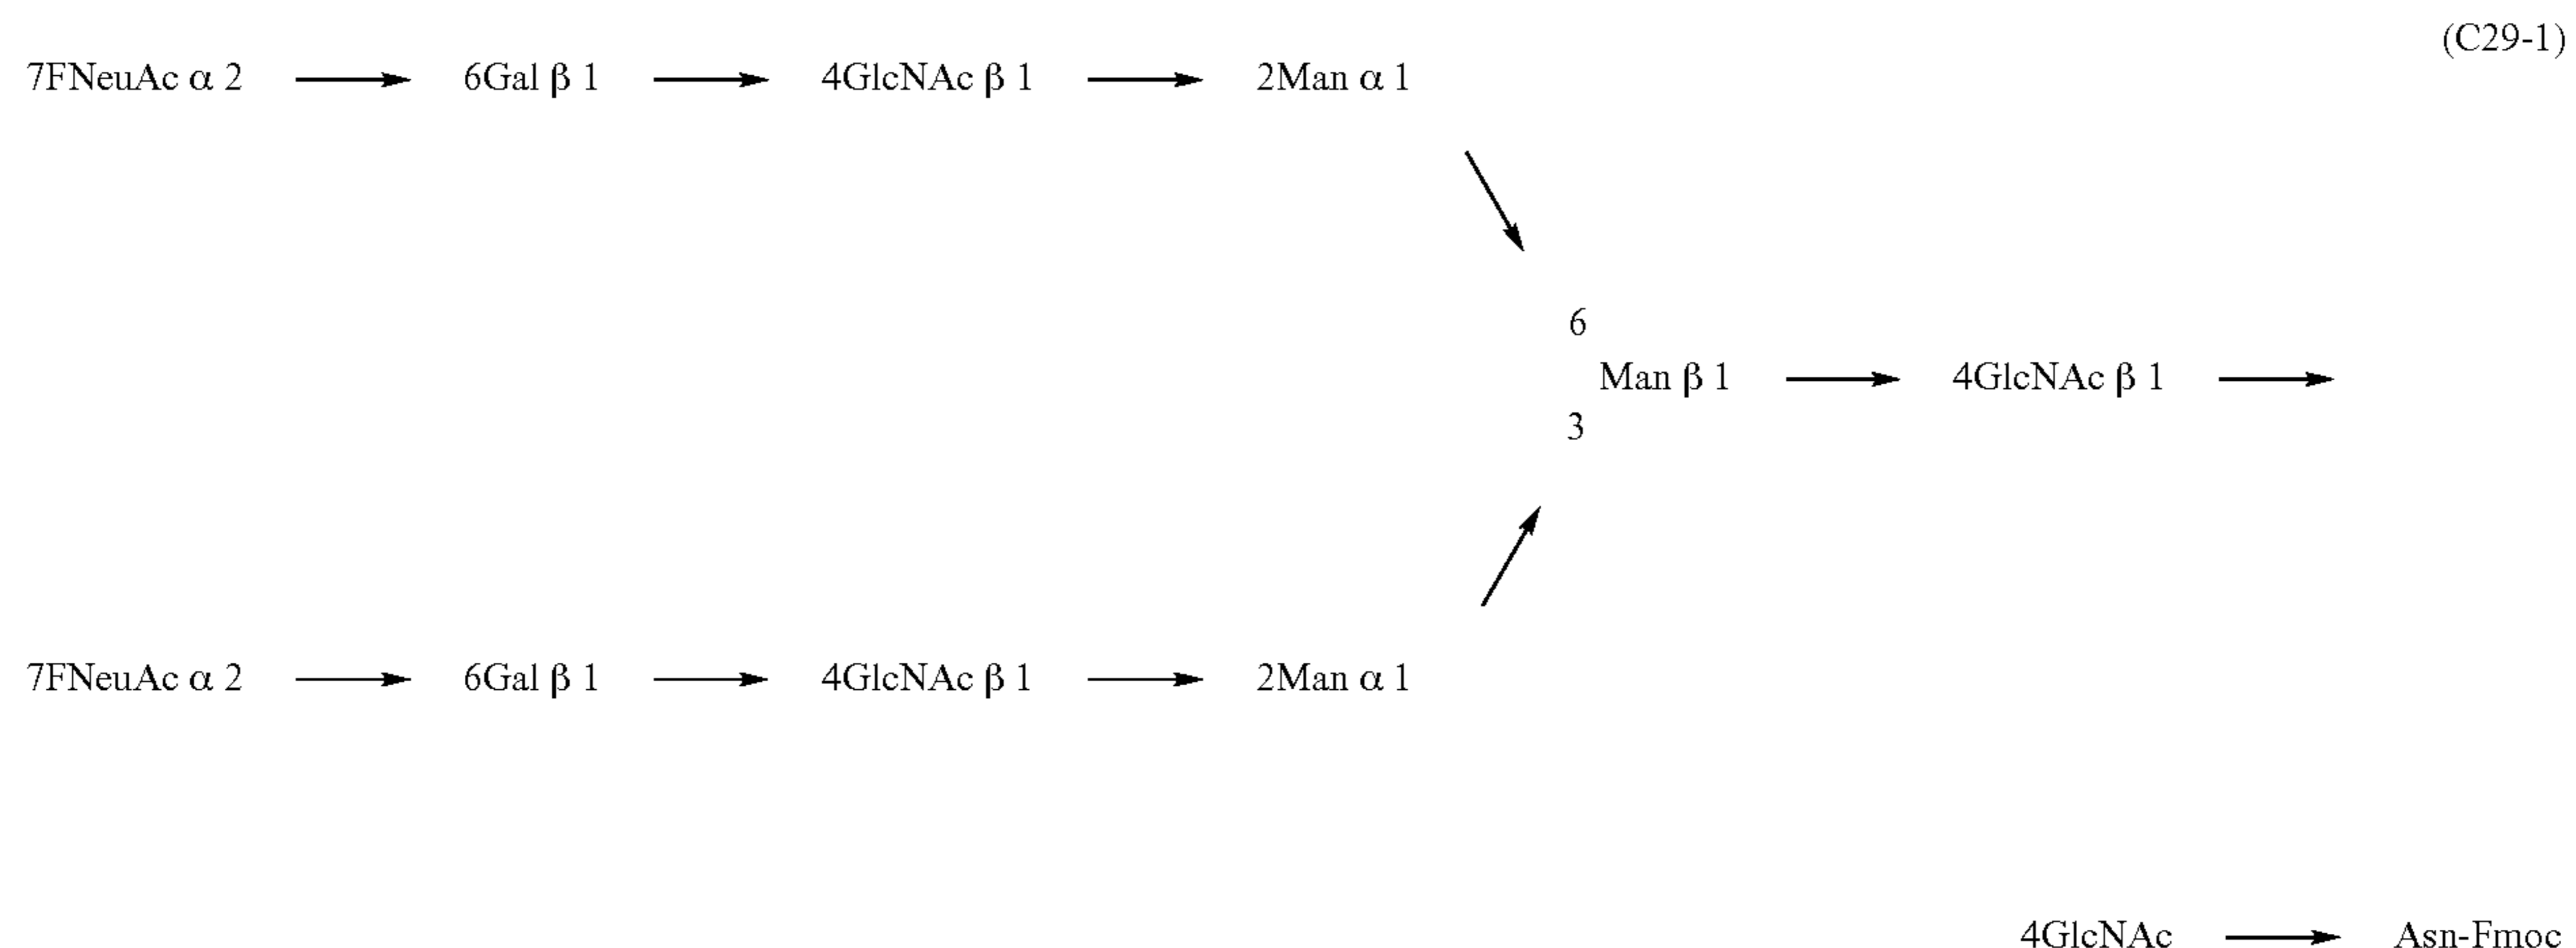 (C29-1)
7FNeuAc α 2 → 6Gal β 1 → 4GlcNAc β 1 → 2Man α 1
6
Man β 1 → 4GlcNAc β 1 →
3
7FNeuAc α 2 → 6Gal β 1 → 4GlcNAc β 1 → 2Man α 1
4GlcNAc → Asn-Fmoc